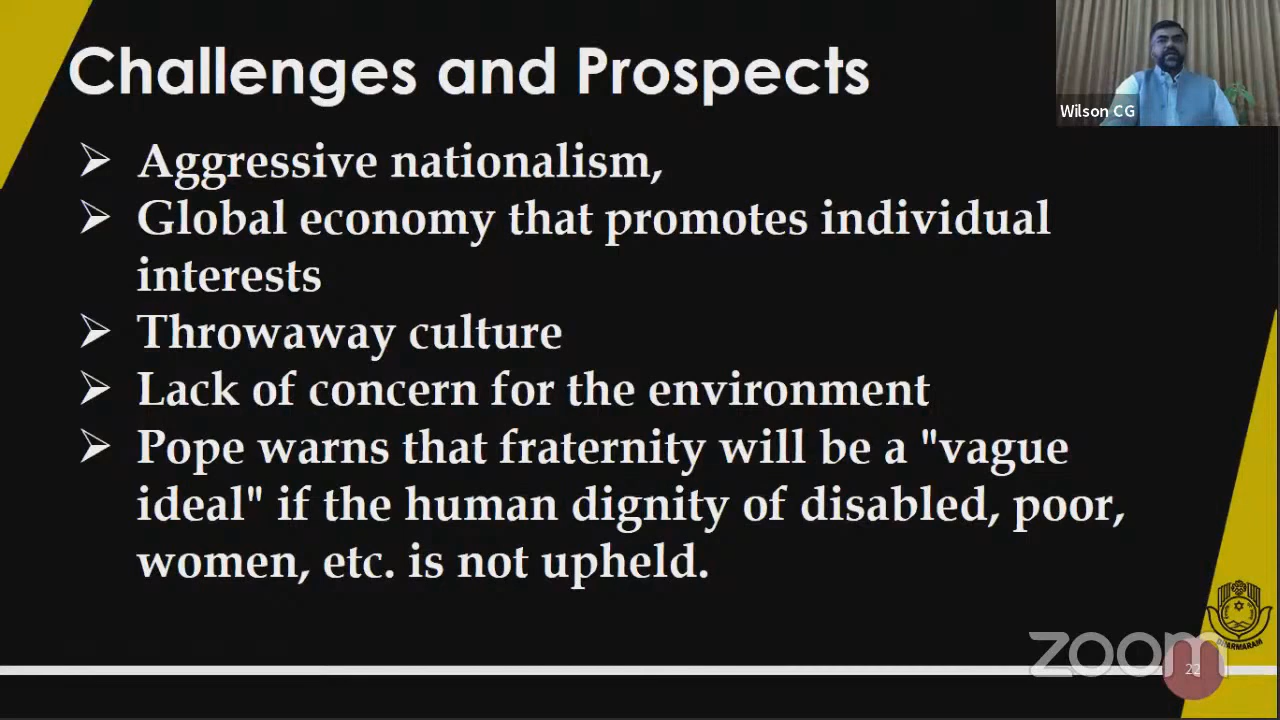 Challenges and Prospects
Wilson CG
➢ Aggressive nationalism,
➢ Global economy that promotes individual
interests
➢ Throwaway culture
➢ Lack of concern for the environment
➢ Pope warns that fraternity will be a "vague
ideal" if the human dignity of disabled, poor,
women, etc. is not upheld.
DHARMARAM
zoom
22